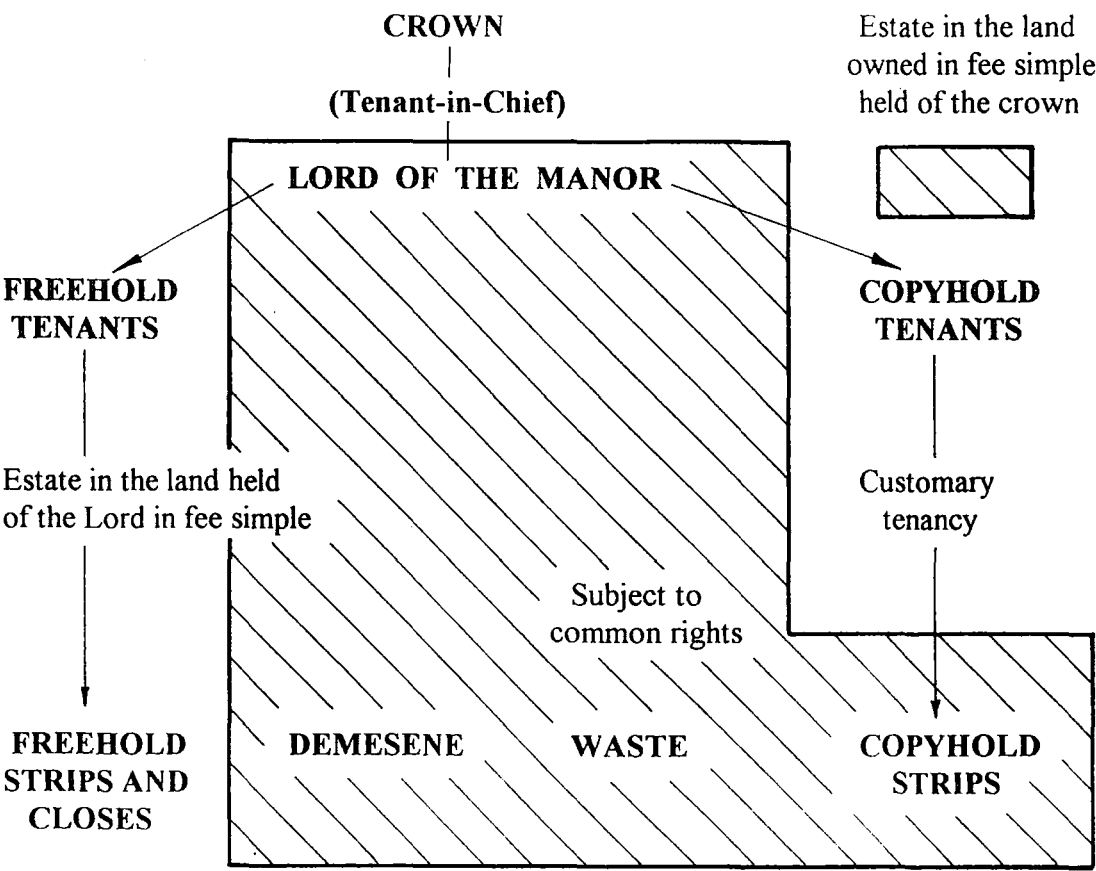 CROWN
(Tenant-in-Chief)
Estate in the land
owned in fee simple
held of the crown
LORD OF THE MANOR
FREEHOLD
TENANTS
COPYHOLD
TENANTS
Estate in the land held
of the Lord in fee simple
Customary
tenancy
Subject to
common rights
FREEHOLD
STRIPS AND
CLOSES
DEMESENE
WASTE
COPYHOLD
STRIPS